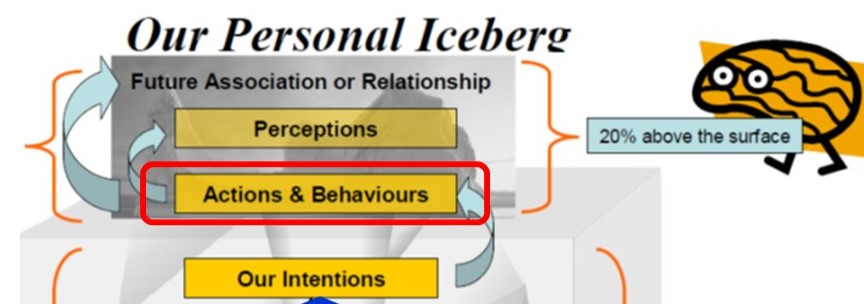 Our Personal Iceberg
Future Association or Relationship
Perceptions
20% above the surface
Actions & Behaviours
Our Intentions